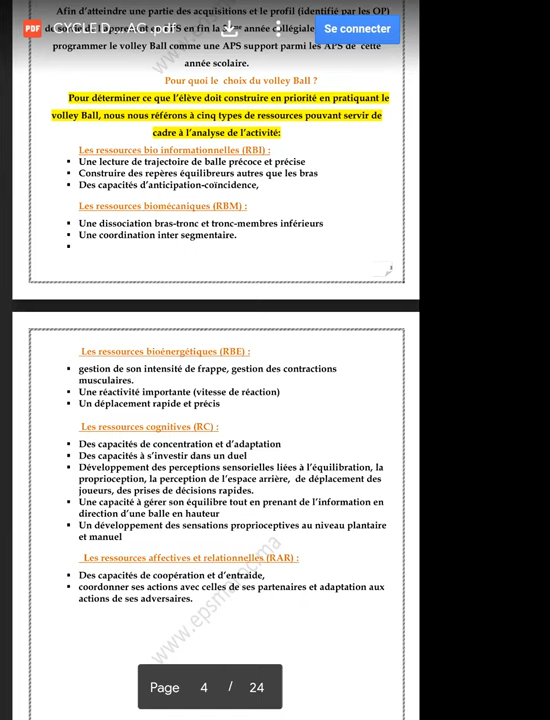 Afin d'atteindre une partie des acquisitions et le profil (identifié par les OP)
PDF CYCLED AG.pdf Se connecter
année collégiale
programmer le volley Ball comme une APS support parmi les APS de cette
année scolaire.
Pour quoi le choix du volley Ball ?
Pour déterminer ce que l'élève doit construire en priorité en pratiquant le
volley Ball, nous nous référons à cinq types de ressources pouvant servir de
cadre à l'analyse de l'activité:
Les ressources bio informationnelles (RBI) :
▪ Une lecture de trajectoire de balle précoce et précise
▪ Construire des repères équilibreurs autres que les bras
▪ Des capacités d'anticipation-coïncidence,
Les ressources biomécaniques (RBM) :
▪ Une dissociation bras-tronc et tronc-membres inférieurs
▪ Une coordination inter segmentaire.
▪
3
Les ressources bioénergétiques (RBE) :
▪ gestion de son intensité de frappe, gestion des contractions
musculaires.
▪ Une réactivité importante (vitesse de réaction)
▪ Un déplacement rapide et précis
Les ressources cognitives (RC) :
▪ Des capacités de concentration et d'adaptation
▪ Des capacités à s'investir dans un duel
▪ Développement des perceptions sensorielles liées à l'équilibration, la
proprioception, la perception de l'espace arrière, de déplacement des
joueurs, des prises de décisions rapides.
▪ Une capacité à gérer son équilibre tout en prenant de l'information en
direction d'une balle en hauteur
▪ Un développement des sensations proprioceptives au niveau plantaire
et manuel
Les ressources affectives et relationnelles (RAR) :
▪ Des capacités de coopération et d'entraide,
▪ coordonner ses actions avec celles de ses partenaires et adaptation aux
actions de ses adversaires.
Page 4 / 24